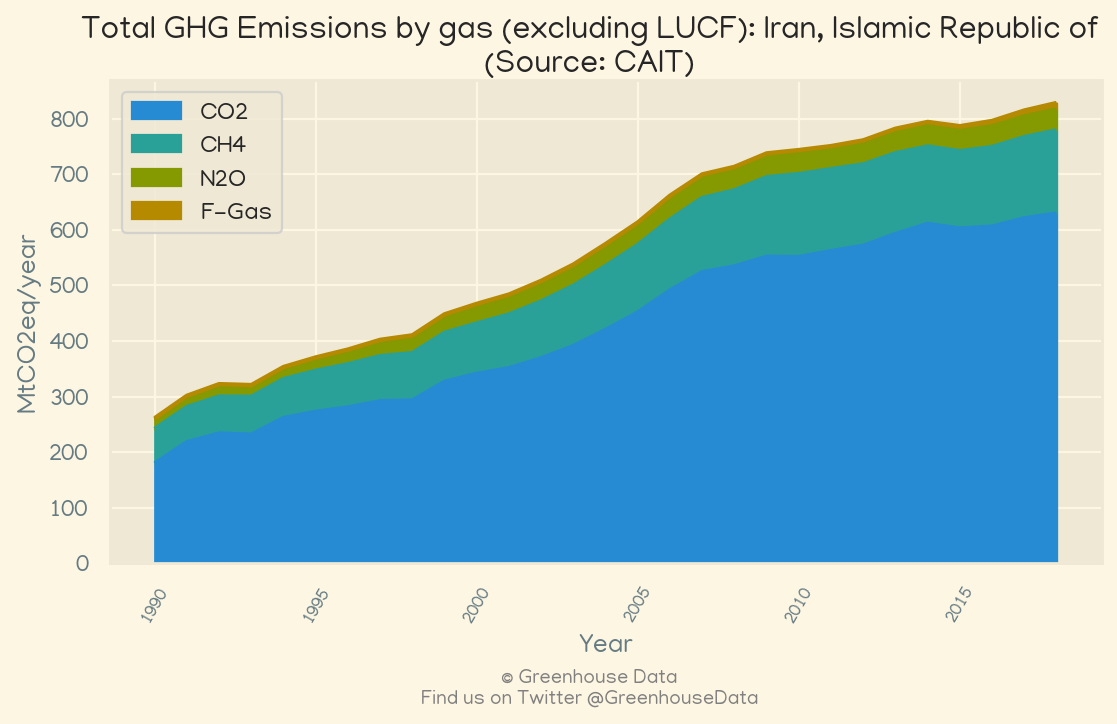 Total GHG Emissions by gas (excluding LUCF): Iran, Islamic Republic of
(Source: CAIT)
CO2
CH4
N2O
F-Gas
MtCO2eq/year
800
700
600
500
400
300
200
100
0
1990
1995
2000
2005
2010
2015
Year
© Greenhouse Data
Find us on Twitter @GreenhouseData